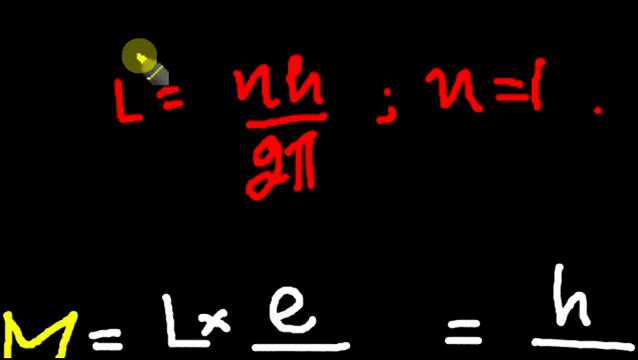 L = nh/2π ; n = 1 .
M = L × e/ = h/